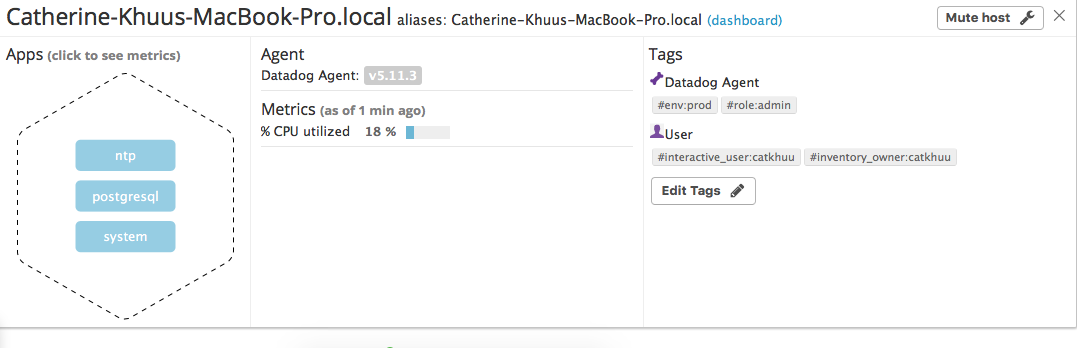 Catherine-Khuus-MacBook-Pro.local aliases: Catherine-Khuus-MacBook-Pro.local (dashboard)
Mute host
Apps (click to see metrics)
ntp
postgresql
system
Agent
Datadog Agent: v5.11.3
Metrics (as of 1 min ago)
% CPU utilized 18 %
Tags
Datadog Agent
#env:prod #role:admin
User
#interactive_user:catkhuu #inventory_owner:catkhuu
Edit Tags